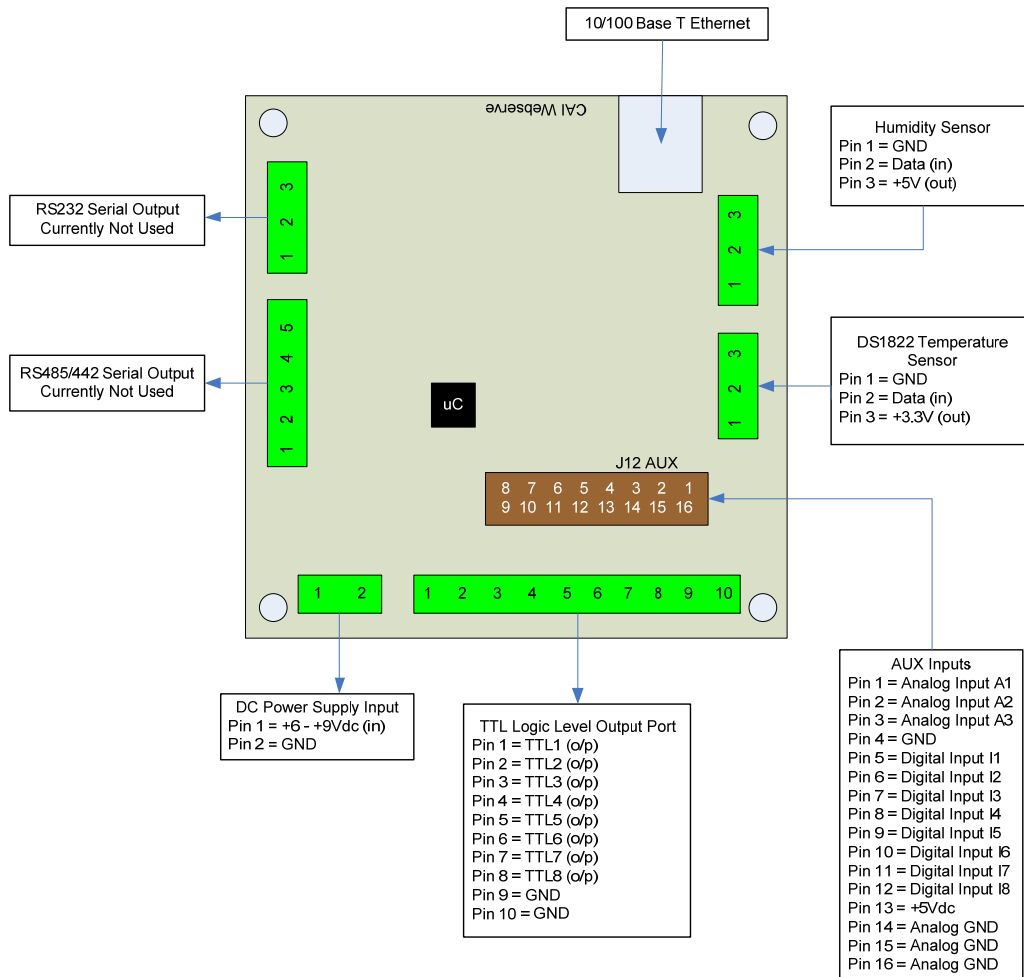 10/100 Base T Ethernet
CAI Webserve
Humidity Sensor
Pin 1 = GND
Pin 2 = Data (in)
Pin 3 = +5V (out)
RS232 Serial Output
Currently Not Used
3
2
1
3
2
1
DS1822 Temperature
Sensor
Pin 1 = GND
Pin 2 = Data (in)
Pin 3 = +3.3V (out)
RS485/442 Serial Output
Currently Not Used
5
4
3
2
1
3
2
1
uC
J12 AUX
8 7 6 5 4 3 2 1
9 10 11 12 13 14 15 16
1 2
1 2 3 4 5 6 7 8 9 10
DC Power Supply Input
Pin 1 = +6 - +9Vdc (in)
Pin 2 = GND
TTL Logic Level Output Port
Pin 1 = TTL1 (o/p)
Pin 2 = TTL2 (o/p)
Pin 3 = TTL3 (o/p)
Pin 4 = TTL4 (o/p)
Pin 5 = TTL5 (o/p)
Pin 6 = TTL6 (o/p)
Pin 7 = TTL7 (o/p)
Pin 8 = TTL8 (o/p)
Pin 9 = GND
Pin 10 = GND
AUX Inputs
Pin 1 = Analog Input A1
Pin 2 = Analog Input A2
Pin 3 = Analog Input A3
Pin 4 = GND
Pin 5 = Digital Input I1
Pin 6 = Digital Input I2
Pin 7 = Digital Input I3
Pin 8 = Digital Input I4
Pin 9 = Digital Input I5
Pin 10 = Digital Input I6
Pin 11 = Digital Input I7
Pin 12 = Digital Input I8
Pin 13 = +5Vdc
Pin 14 = Analog GND
Pin 15 = Analog GND
Pin 16 = Analog GND